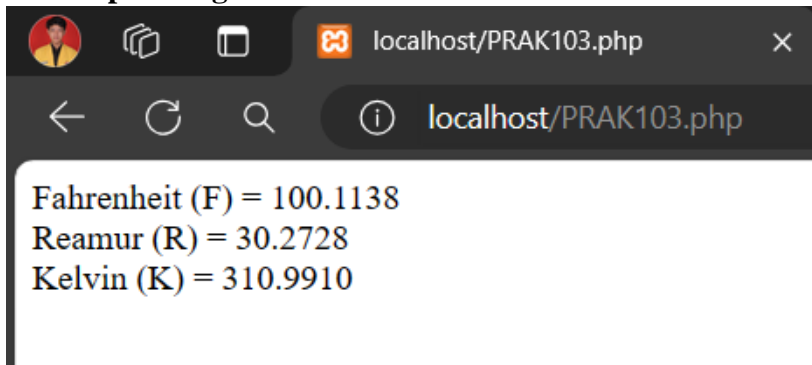 localhost/PRAK103.php
localhost/PRAK103.php
Fahrenheit (F) = 100.1138
Reamur (R) = 30.2728
Kelvin (K) = 310.9910